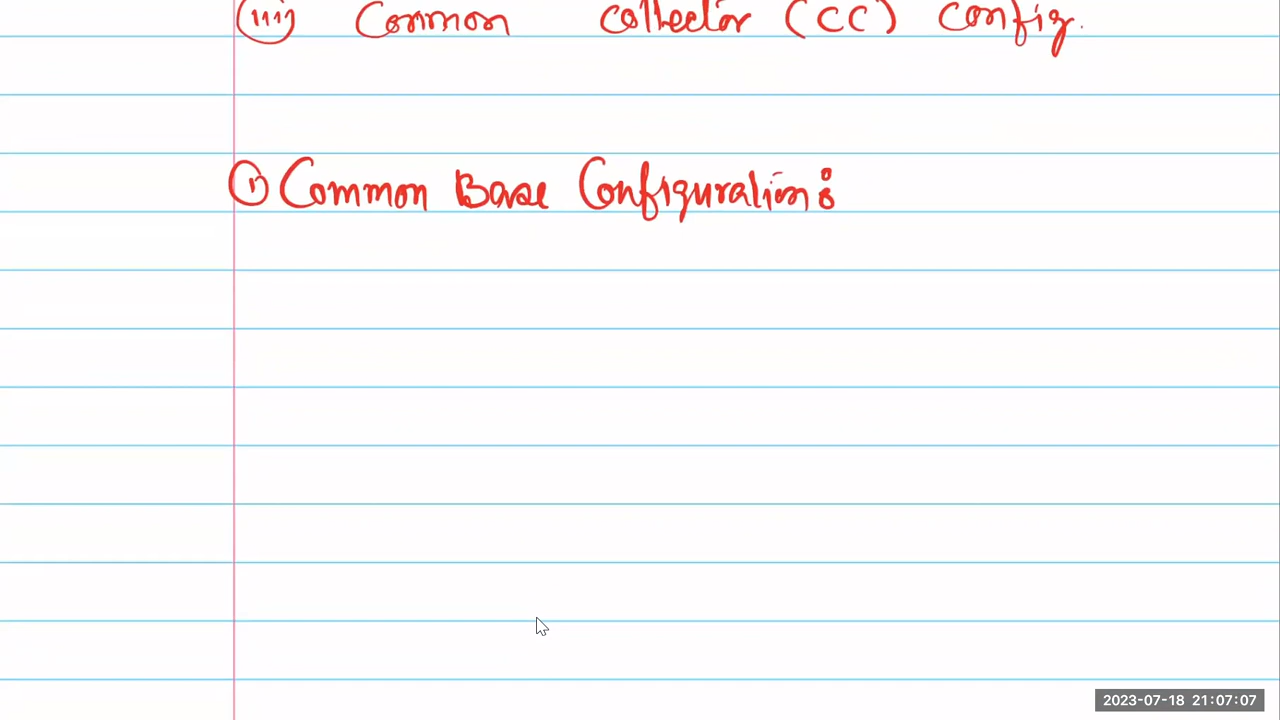 (iii) Common Collector (CC) Config.
(i) Common Base Configuration:
2023-07-18 21:07:07